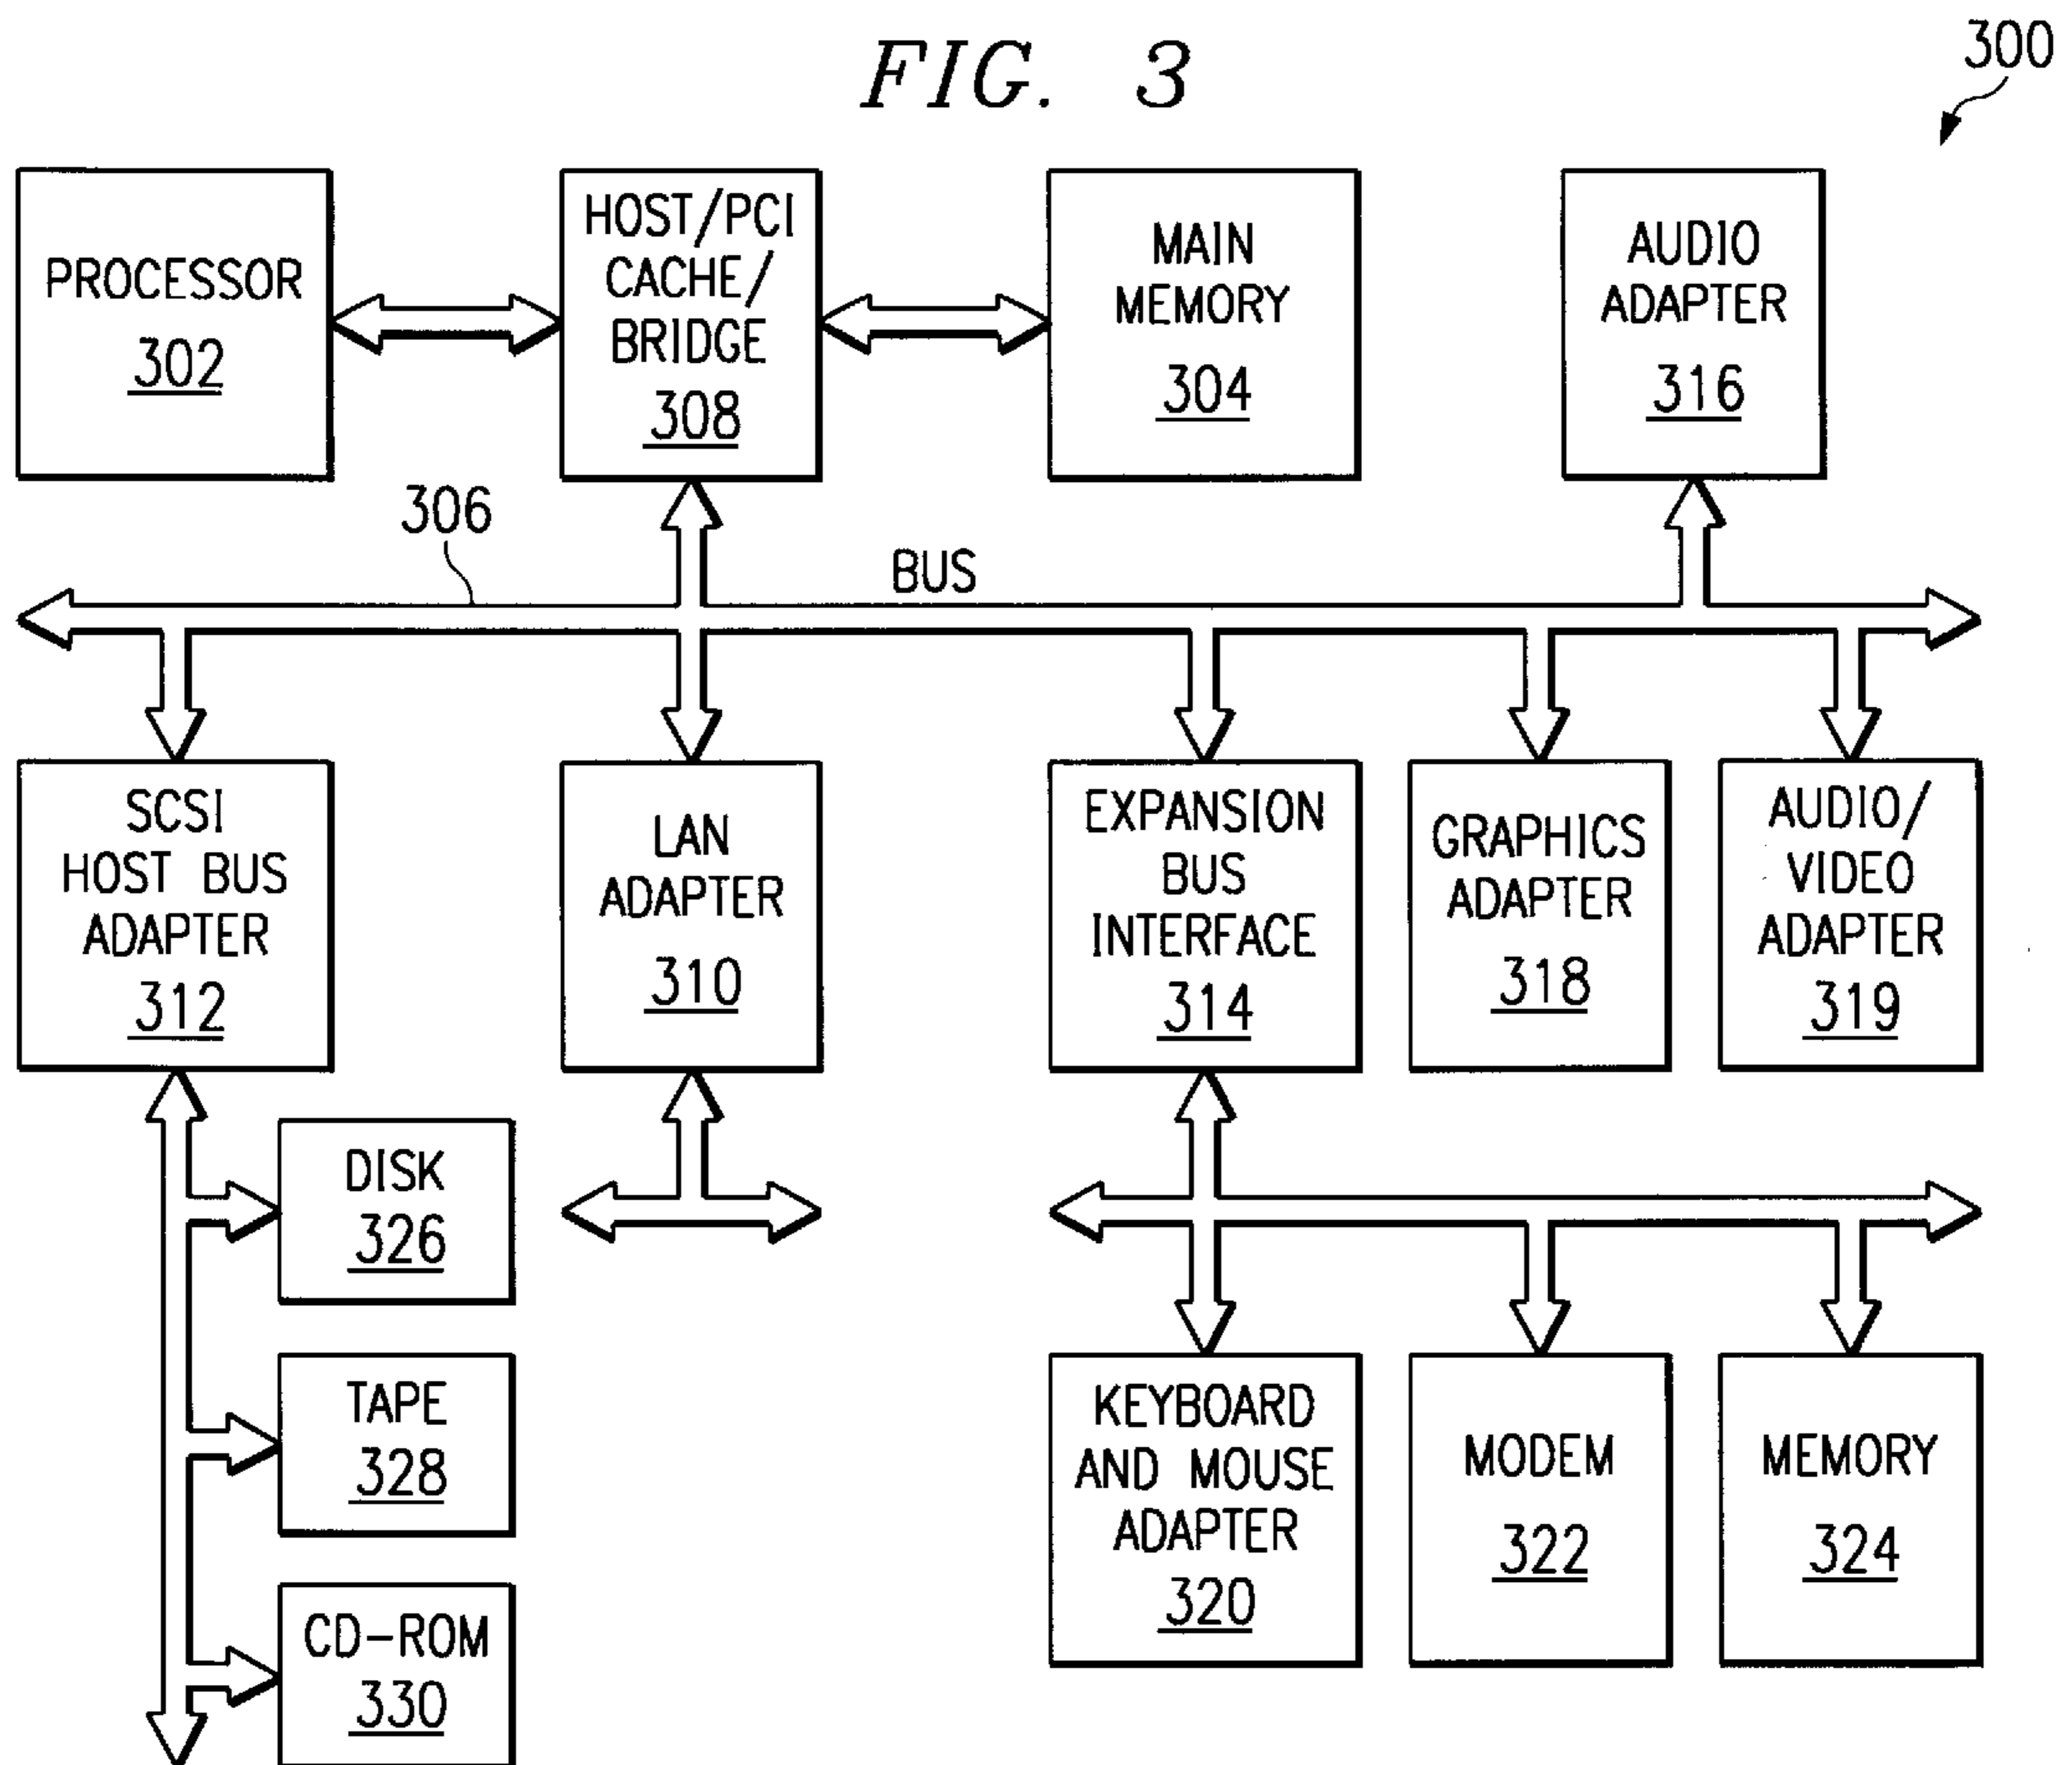 FIG. 3
300
PROCESSOR
302
HOST/PCI
CACHE/
BRIDGE
308
MAIN
MEMORY
304
AUDIO
ADAPTER
316
306
BUS
SCSI
HOST BUS
ADAPTER
312
LAN
ADAPTER
310
EXPANSION
BUS
INTERFACE
314
GRAPHICS
ADAPTER
318
AUDIO/
VIDEO
ADAPTER
319
DISK
326
TAPE
328
CD-ROM
330
KEYBOARD
AND MOUSE
ADAPTER
320
MODEM
322
MEMORY
324